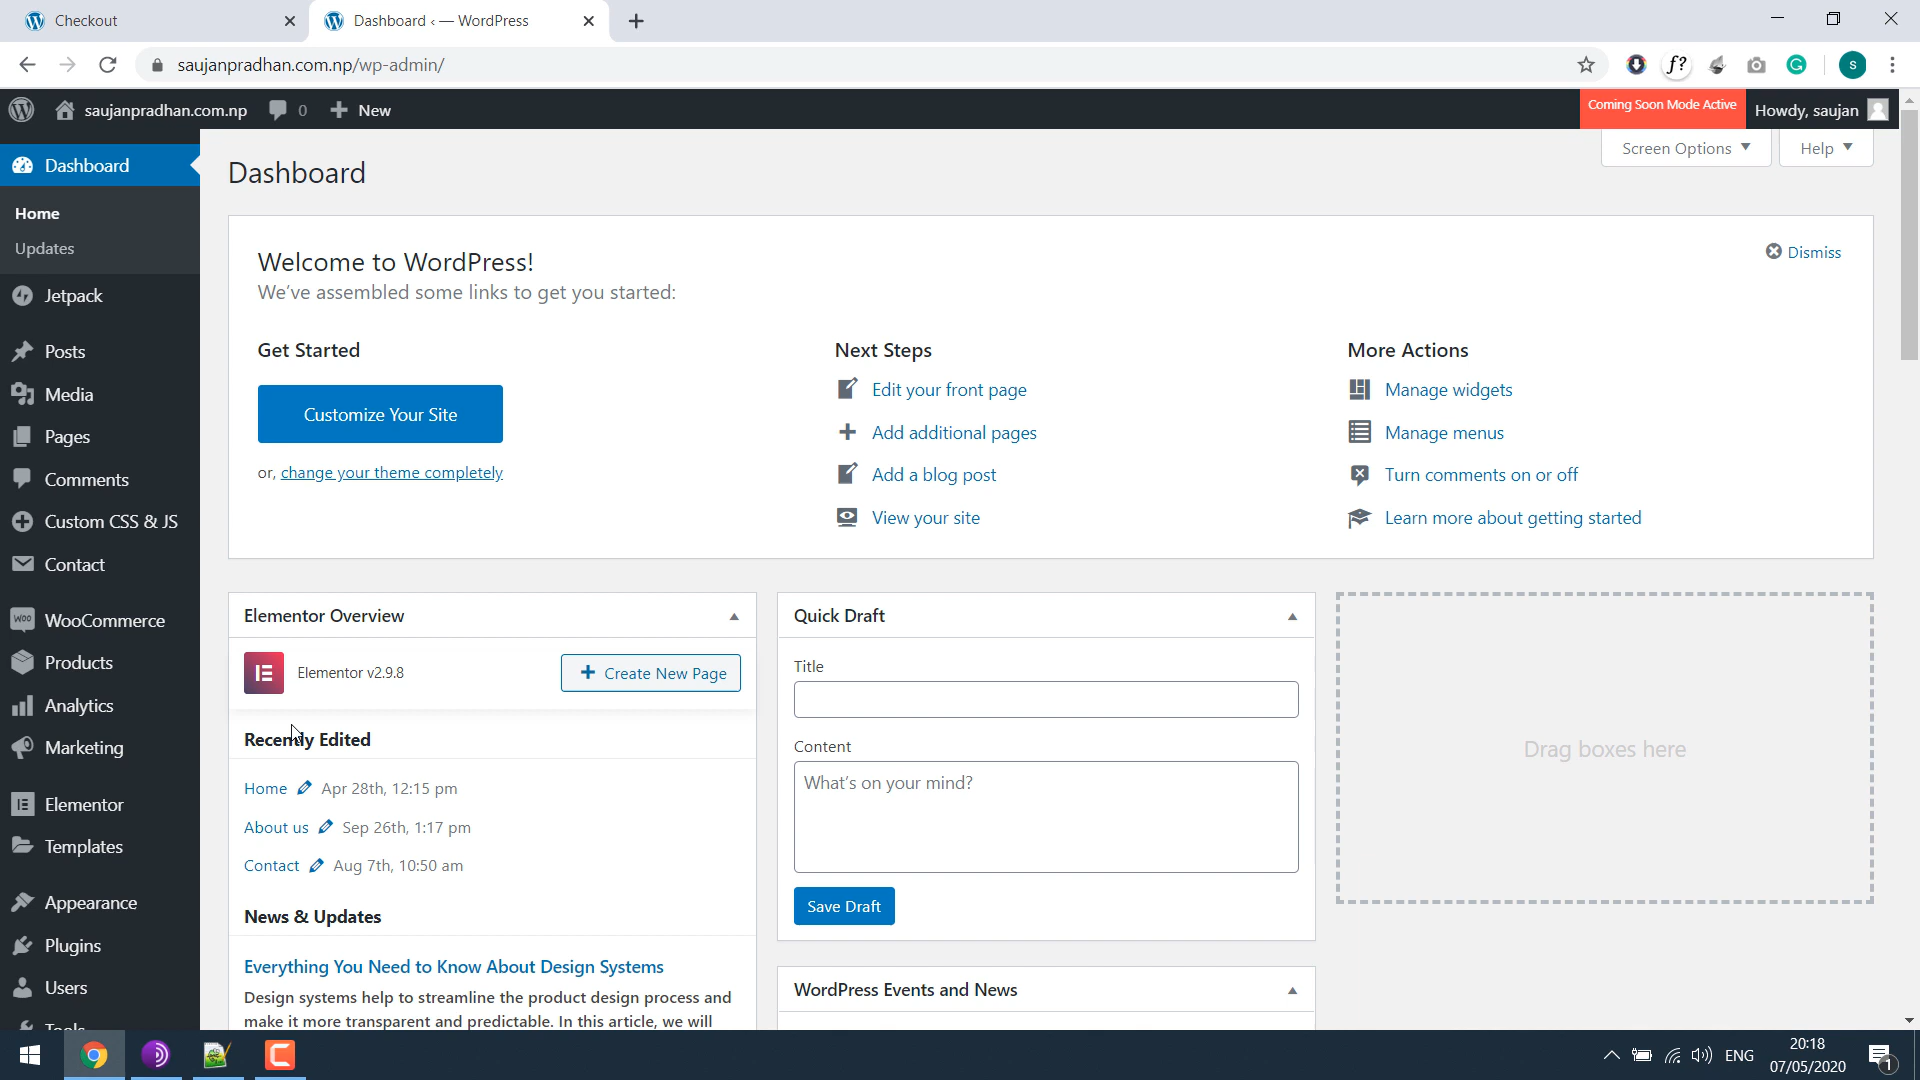 Checkout
Dashboard ‹ — WordPress
saujanpradhan.com.np/wp-admin/
f?
G
s
saujanpradhan.com.np
0
New
Coming Soon Mode Active
Howdy, saujan
Dashboard
Home
Updates
Jetpack
Posts
Media
Pages
Comments
Custom CSS & JS
Contact
WooCommerce
Products
Analytics
Marketing
Elementor
Templates
Appearance
Plugins
Users
Tools
Dashboard
Screen Options
Help
Welcome to WordPress!
We've assembled some links to get you started:
Dismiss
Get Started
Customize Your Site
or, change your theme completely
Next Steps
Edit your front page
Add additional pages
Add a blog post
View your site
More Actions
Manage widgets
Manage menus
Turn comments on or off
Learn more about getting started
Elementor Overview
Elementor v2.9.8
Create New Page
Recently Edited
Home Apr 28th, 12:15 pm
About us Sep 26th, 1:17 pm
Contact Aug 7th, 10:50 am
News & Updates
Everything You Need to Know About Design Systems
Design systems help to streamline the product design process and
make it more transparent and predictable. In this article, we will
Quick Draft
Title
Content
What's on your mind?
Save Draft
WordPress Events and News
Drag boxes here
ENG
20:18
07/05/2020
1